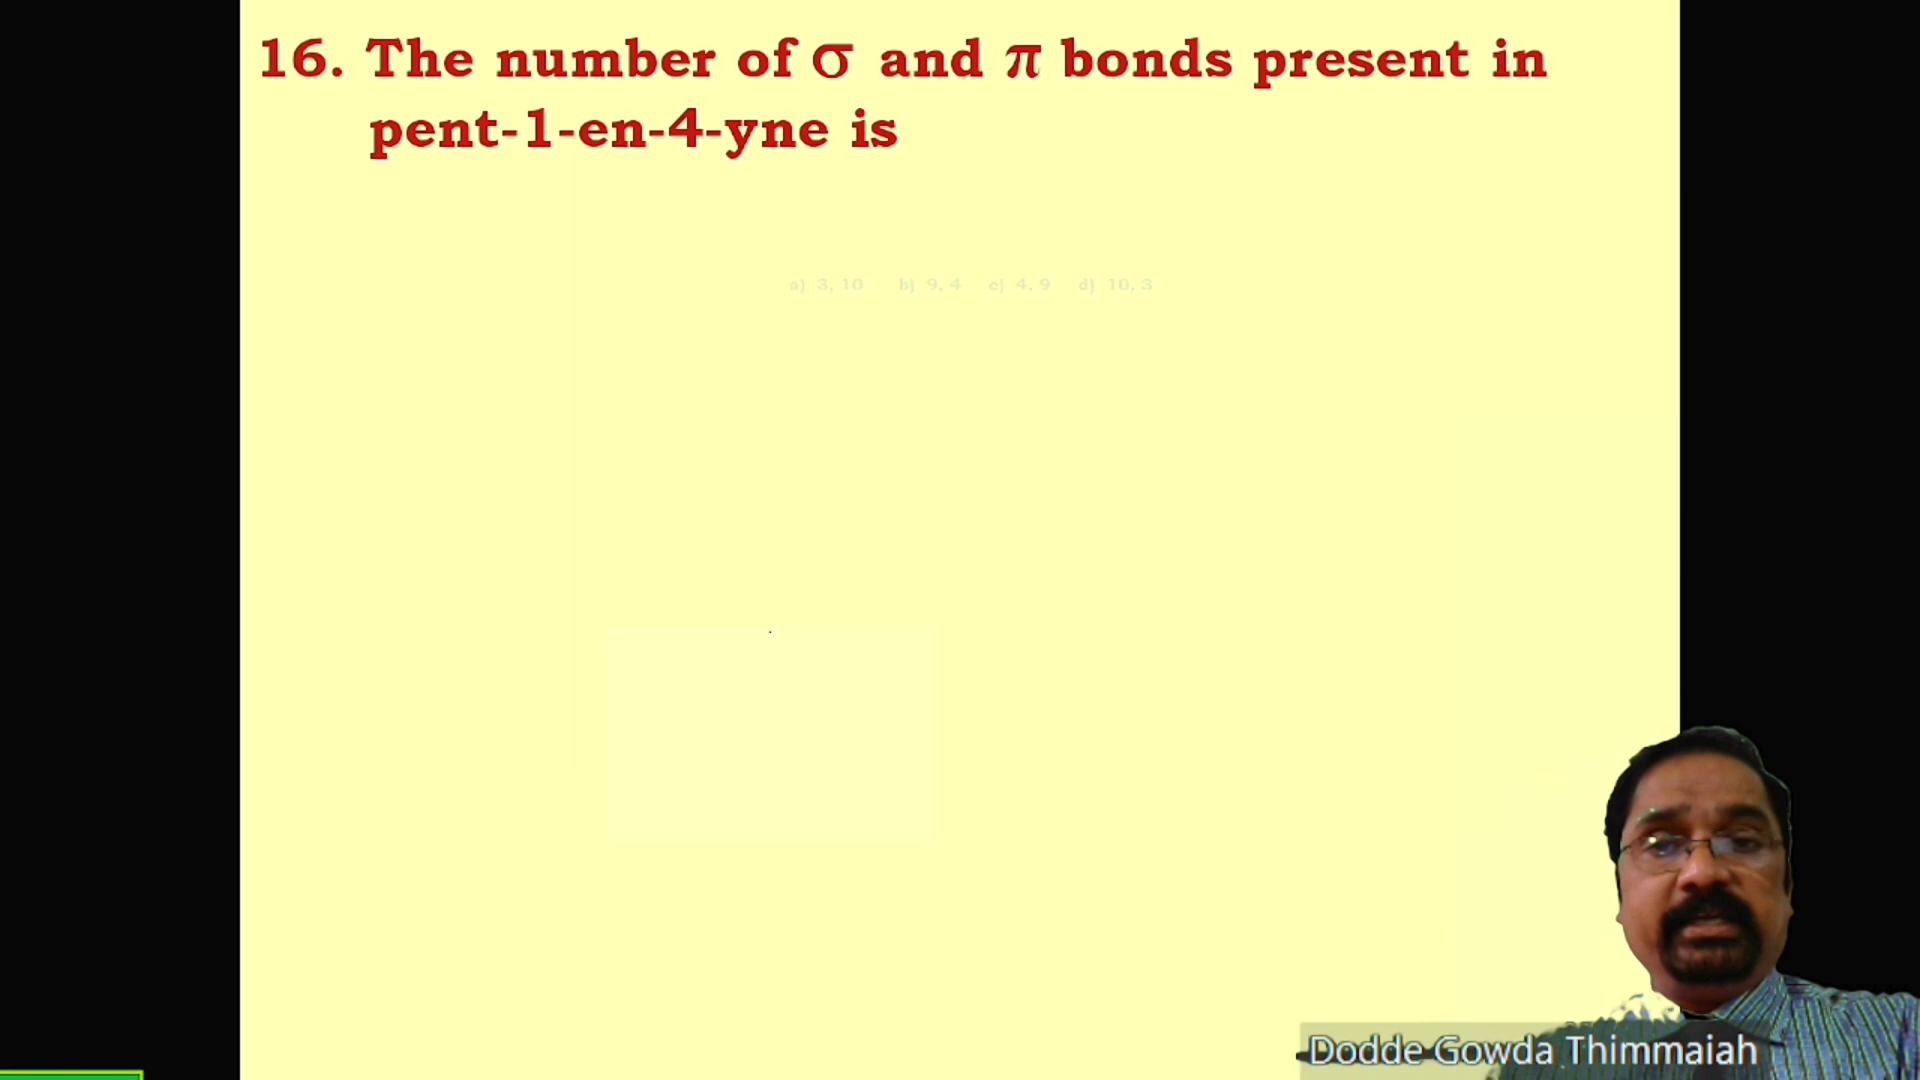 16. The number of σ and π bonds present in
pent-1-en-4-yne is
a) 3, 10 b) 9, 4 c) 4, 9 d) 10, 3
Dodde Gowda Thimmaiah